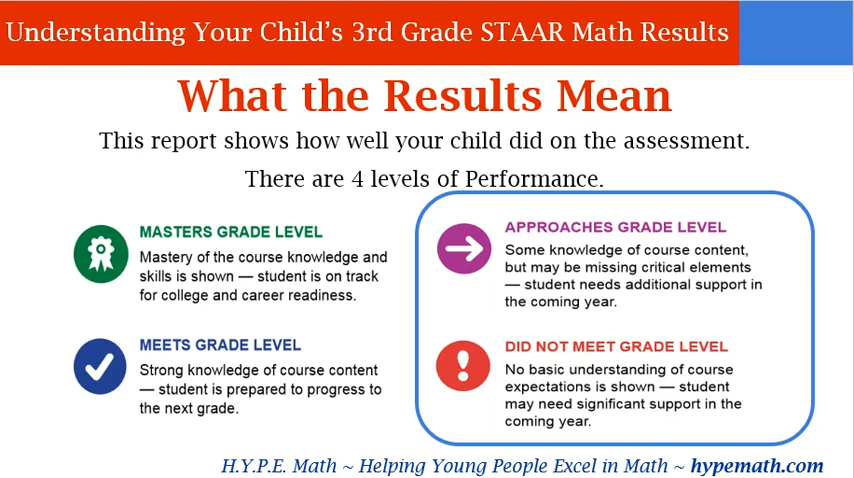 Understanding Your Child's 3rd Grade STAAR Math Results
What the Results Mean
This report shows how well your child did on the assessment.
There are 4 levels of Performance.
MASTERS GRADE LEVEL
Mastery of the course knowledge and
skills is shown — student is on track
for college and career readiness.
MEETS GRADE LEVEL
Strong knowledge of course content
— student is prepared to progress to
the next grade.
APPROACHES GRADE LEVEL
Some knowledge of course content,
but may be missing critical elements
— student needs additional support in
the coming year.
DID NOT MEET GRADE LEVEL
No basic understanding of course
expectations is shown — student
may need significant support in the
coming year.
H.Y.P.E. Math ~ Helping Young People Excel in Math ~ hypemath.com